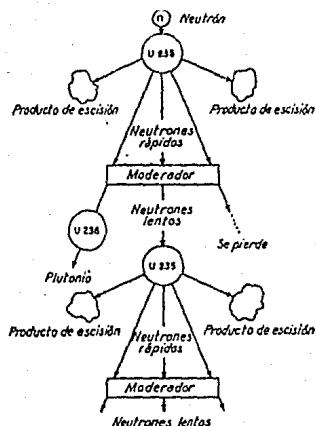 n Neutrón
U 235
Producto de escisión
Producto de escisión
Neutrones
rápidos
Moderador
Neutrones
lentos
U 238
Se pierde
Plutonio
U 235
Producto de escisión
Producto de escisión
Neutrones
rápidos
Moderador
Neutrones lentos